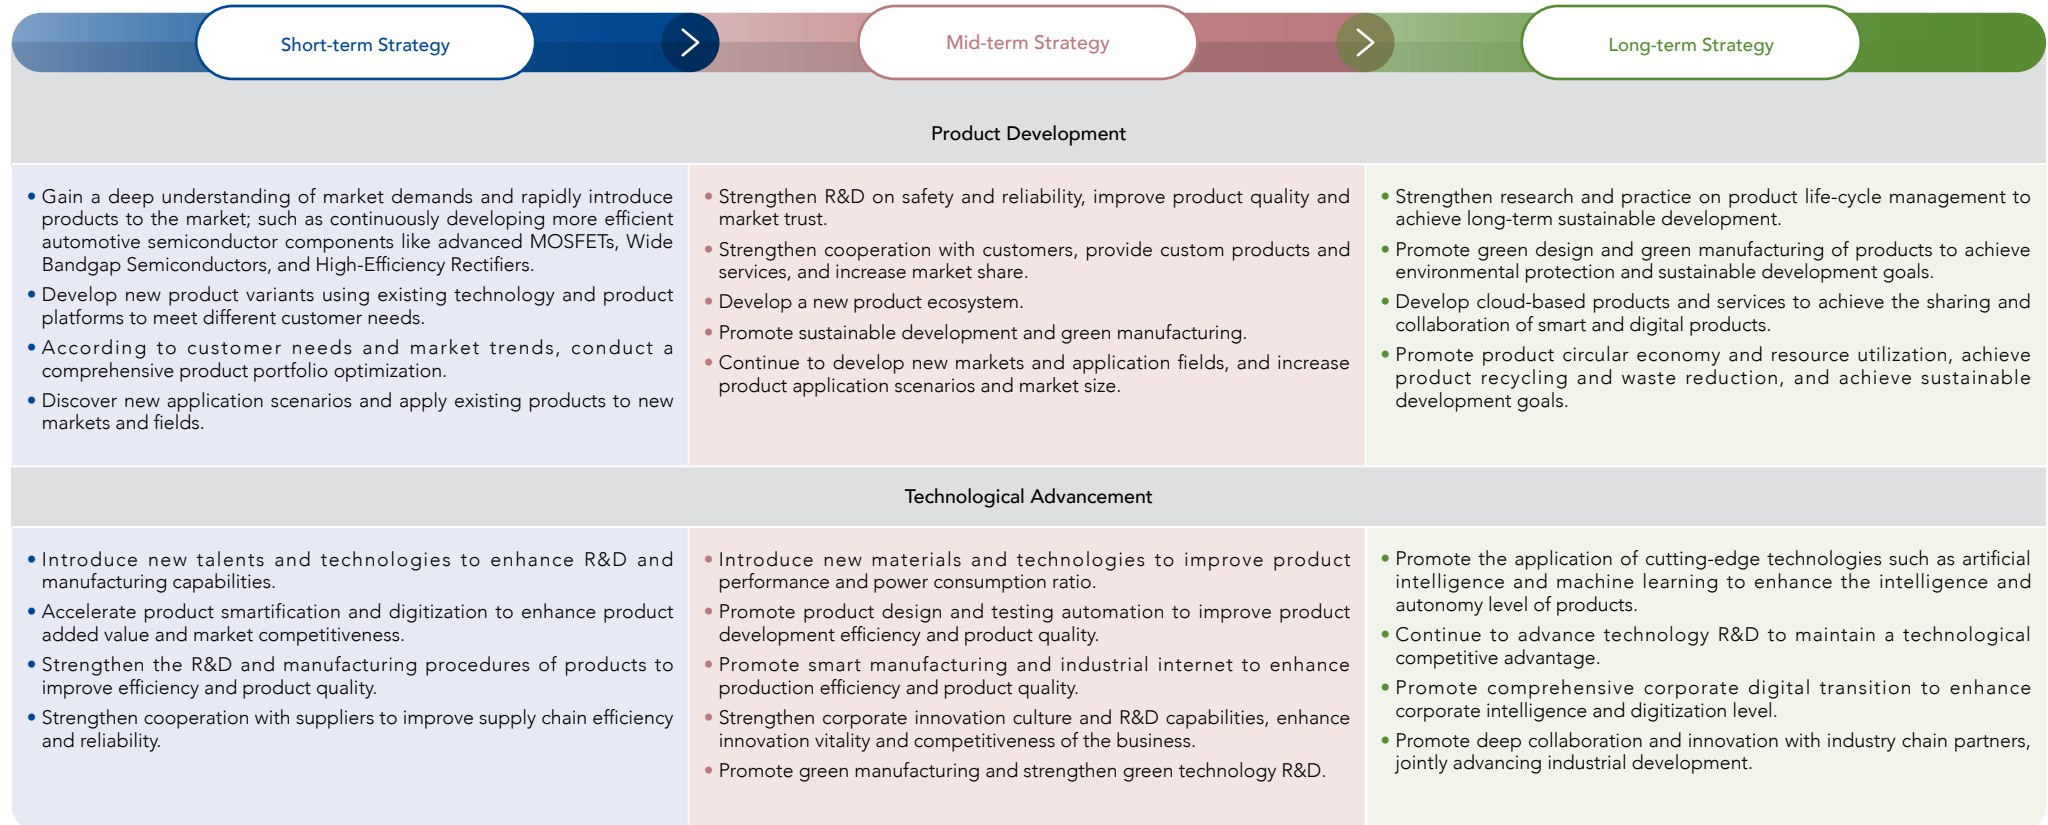 Short-term Strategy
Mid-term Strategy
Long-term Strategy
Product Development
• Gain a deep understanding of market demands and rapidly introduce
products to the market; such as continuously developing more efficient
automotive semiconductor components like advanced MOSFETs, Wide
Bandgap Semiconductors, and High-Efficiency Rectifiers.
• Develop new product variants using existing technology and product
platforms to meet different customer needs.
• According to customer needs and market trends, conduct a
comprehensive product portfolio optimization.
• Discover new application scenarios and apply existing products to new
markets and fields.
• Strengthen R&D on safety and reliability, improve product quality and
market trust.
• Strengthen cooperation with customers, provide custom products and
services, and increase market share.
• Develop a new product ecosystem.
• Promote sustainable development and green manufacturing.
• Continue to develop new markets and application fields, and increase
product application scenarios and market size.
• Strengthen research and practice on product life-cycle management to
achieve long-term sustainable development.
• Promote green design and green manufacturing of products to achieve
environmental protection and sustainable development goals.
• Develop cloud-based products and services to achieve the sharing and
collaboration of smart and digital products.
• Promote product circular economy and resource utilization, achieve
product recycling and waste reduction, and achieve sustainable
development goals.
Technological Advancement
• Introduce new talents and technologies to enhance R&D and
manufacturing capabilities.
• Accelerate product smartification and digitization to enhance product
added value and market competitiveness.
• Strengthen the R&D and manufacturing procedures of products to
improve efficiency and product quality.
• Strengthen cooperation with suppliers to improve supply chain efficiency
and reliability.
• Introduce new materials and technologies to improve product
performance and power consumption ratio.
• Promote product design and testing automation to improve product
development efficiency and product quality.
• Promote smart manufacturing and industrial internet to enhance
production efficiency and product quality.
• Strengthen corporate innovation culture and R&D capabilities, enhance
innovation vitality and competitiveness of the business.
• Promote green manufacturing and strengthen green technology R&D.
• Promote the application of cutting-edge technologies such as artificial
intelligence and machine learning to enhance the intelligence and
autonomy level of products.
• Continue to advance technology R&D to maintain a technological
competitive advantage.
• Promote comprehensive corporate digital transition to enhance
corporate intelligence and digitization level.
• Promote deep collaboration and innovation with industry chain partners,
jointly advancing industrial development.